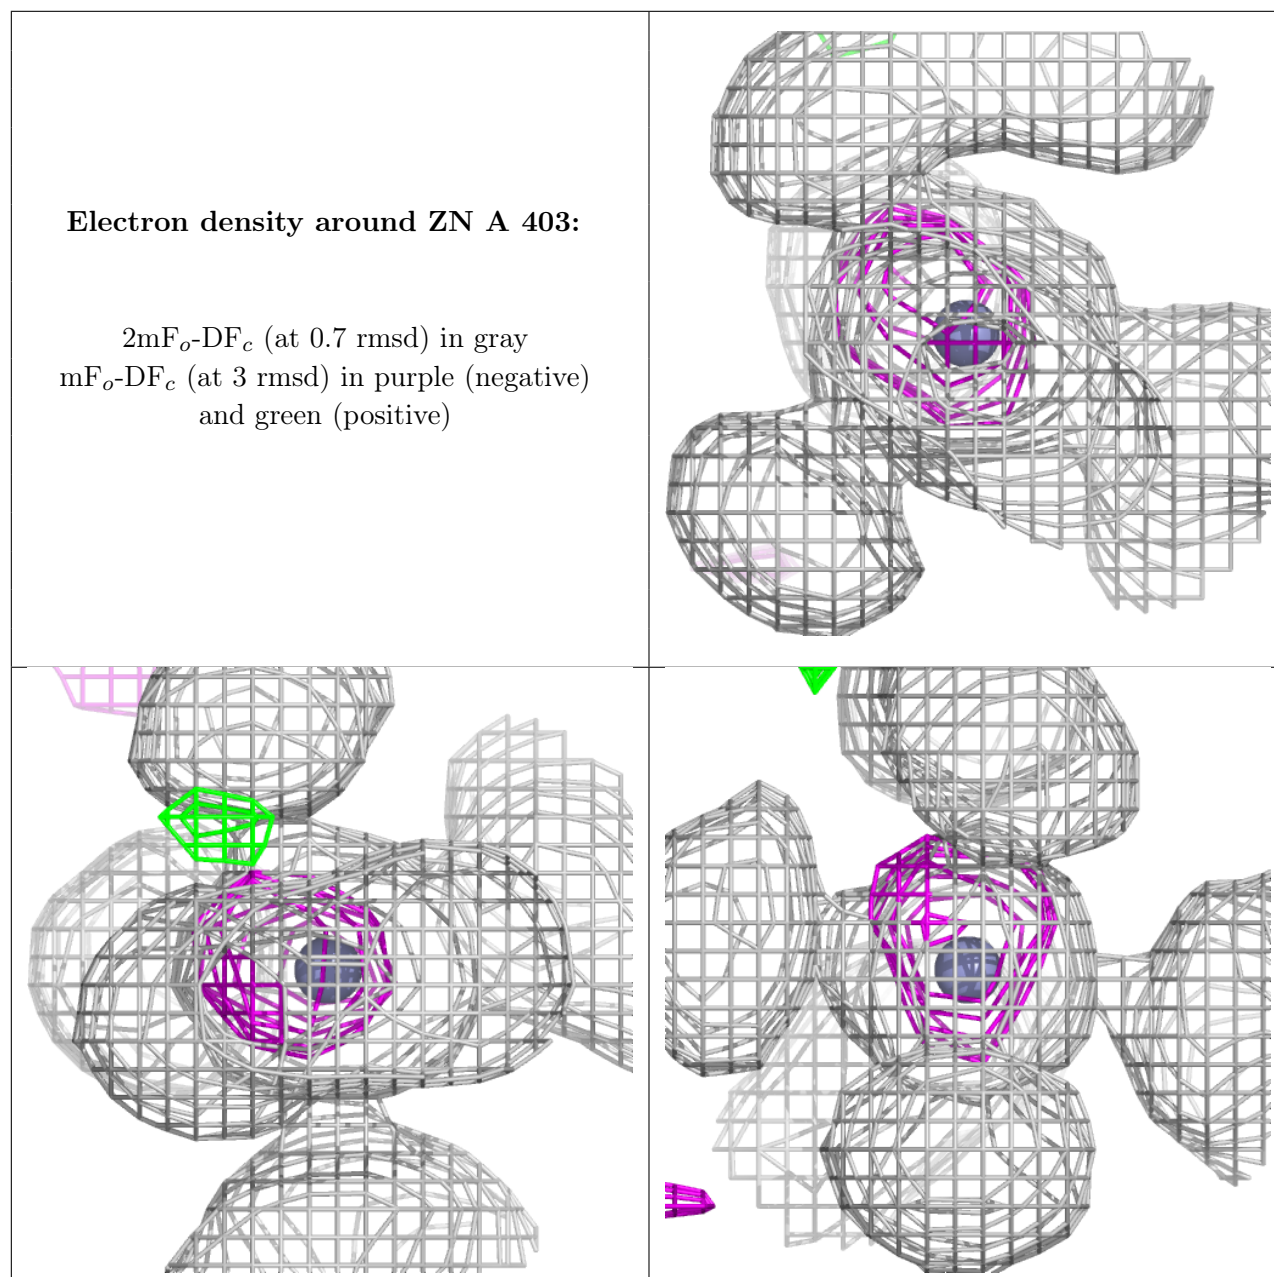 Electron density around ZN A 403:
2mFo-DFc (at 0.7 rmsd) in gray
mFo-DFc (at 3 rmsd) in purple (negative)
and green (positive)